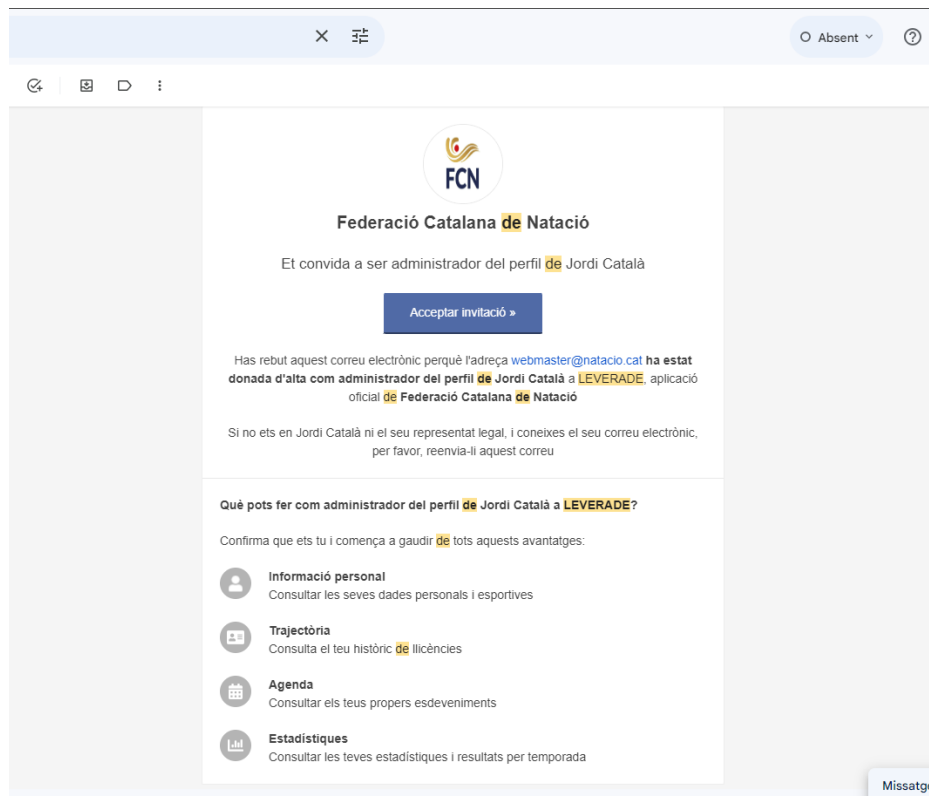 Absent
FCN
Federació Catalana de Natació
Et convida a ser administrador del perfil de Jordi Català
Acceptar invitació »
Has rebut aquest correu electrònic perquè l'adreça webmaster@natacio.cat ha estat
donada d'alta com administrador del perfil de Jordi Català a LEVERADE, aplicació
oficial de Federació Catalana de Natació
Si no ets en Jordi Català ni el seu representat legal, i coneixes el seu correu electrònic,
per favor, reenvia-li aquest correu
Què pots fer com administrador del perfil de Jordi Català a LEVERADE?
Confirma que ets tu i comença a gaudir de tots aquests avantatges:
Informació personal
Consultar les seves dades personals i esportives
Trajectòria
Consulta el teu històric de llicències
Agenda
Consultar els teus propers esdeveniments
Estadístiques
Consultar les teves estadístiques i resultats per temporada
Missatge